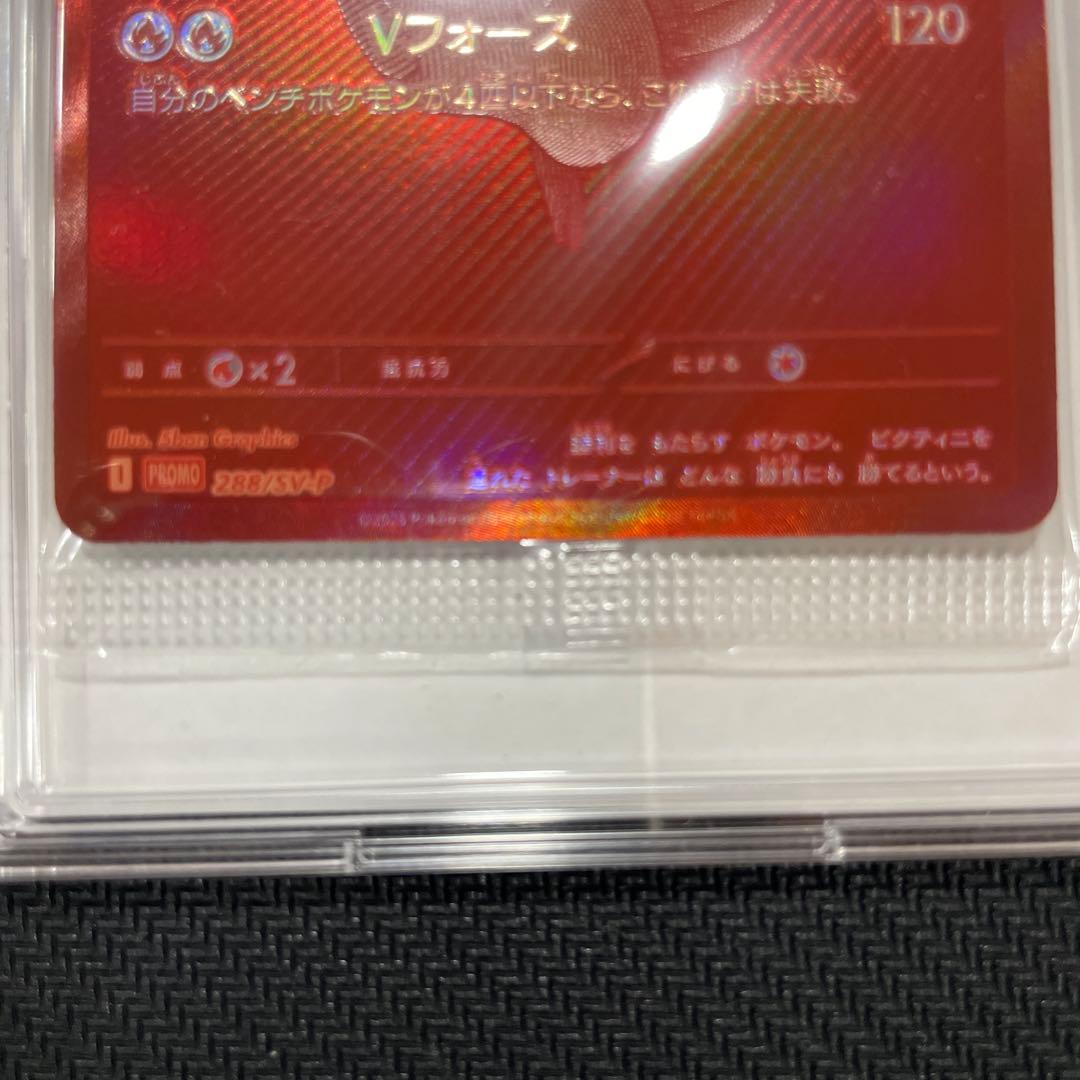 Vフォース 120
自分のベンチポケモンが4匹以下なら、このワザは失敗。
弱点 ×2 抵抗力 にげる
Illus. Shan Graphics
勝利を もたらす ポケモン。 ビクティニを
I PROMO 288/SV-P
連れた トレーナーは どんな 勝負にも 勝てるという。